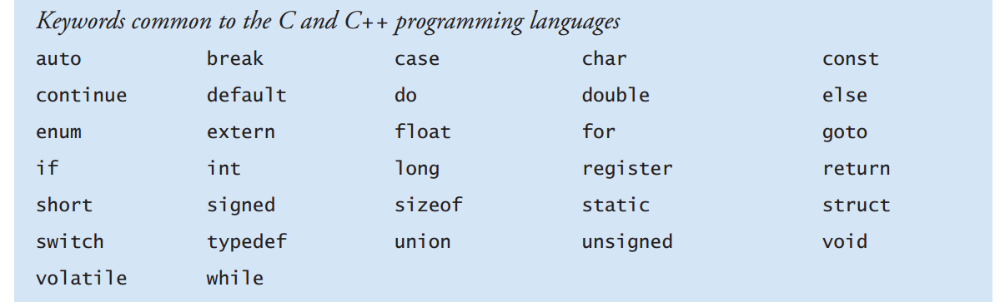 Keywords common to the C and C++ programming languages
auto break case char const
continue default do double else
enum extern float for goto
if int long register return
short signed sizeof static struct
switch typedef union unsigned void
volatile while